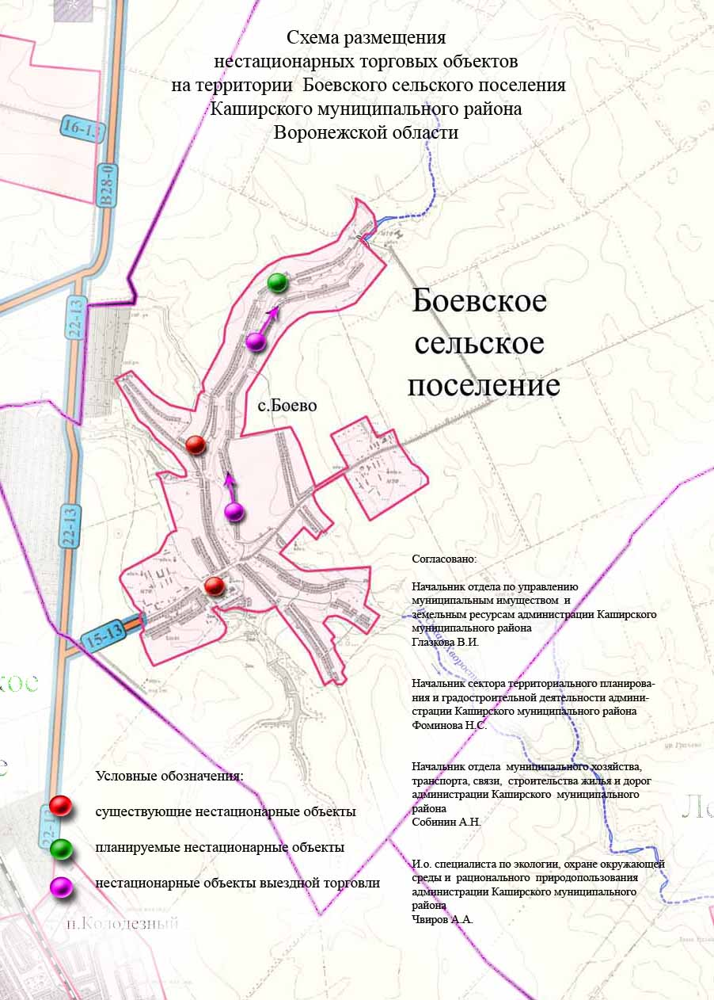 Схема размещения
нестационарных торговых объектов
на территории Боевского сельского поселения
Каширского муниципального района
Воронежской области
16-13
В28-0
22-13
Боевское
сельское
поселение
с.Боево
МТФ
22-13
МТФ
15-13
Согласовано:
Начальник отдела по управлению
муниципальным имуществом и
земельным ресурсам администрации Каширского
муниципального района
Глазкова В.И.
Начальник сектора территориального планирова-
ния и градостроительной деятельности админи-
страции Каширского муниципального района
Фоминова Н.С.
Начальник отдела муниципального хозяйства,
транспорта, связи, строительства жилья и дорог
администрации Каширского муниципального
района
Собинин А.Н.
И.о. специалиста по экологии, охране окружающей
среды и рационального природопользования
администрации Каширского муниципального
района
Чвиров А.А.
Условные обозначения:
существующие нестационарные объекты
планируемые нестационарные объекты
нестационарные объекты выездной торговли
22-13
п.Колодезный